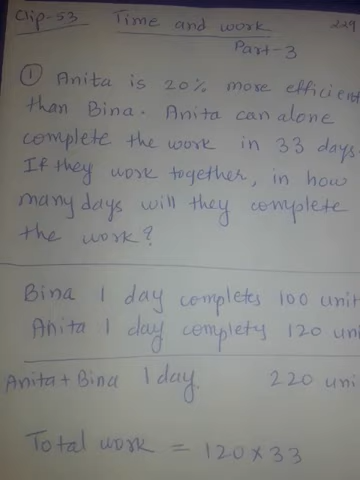 Clip-53 Time and work 229
Part-3
① Anita is 20% more efficient
than Bina. Anita can alone
complete the work in 33 days.
If they work together, in how
many days will they complete
the work?
Bina 1 day completes 100 unit
Anita 1 day complety 120 uni
Anita + Bina 1 day 220 uni
Total work = 120 × 33